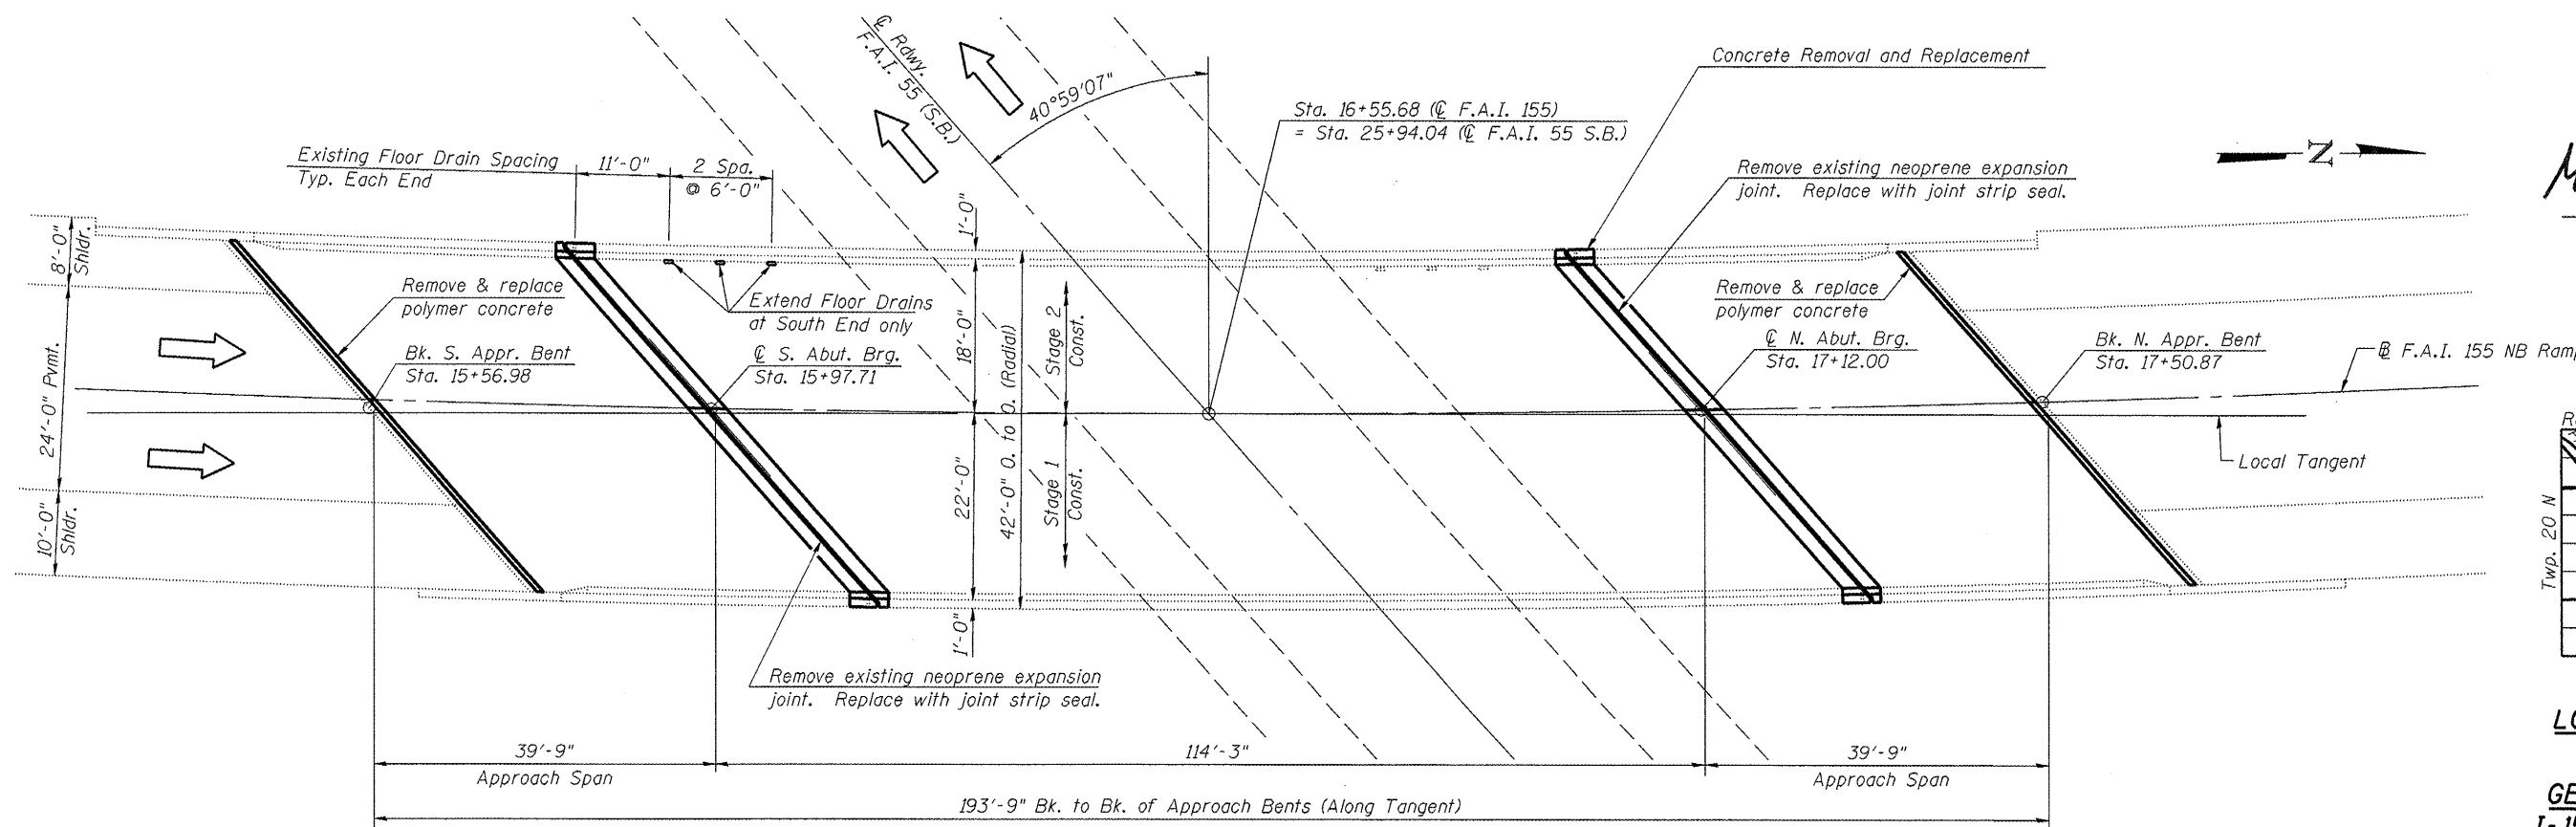 ℄ Rdwy.
F.A.I. 55 (S.B.)
40°59'07"
Concrete Removal and Replacement
Sta. 16+55.68 (℄ F.A.I. 155)
= Sta. 25+94.04 (℄ F.A.I. 55 S.B.)
Existing Floor Drain Spacing
Typ. Each End
11'-0"
2 Spa.
@ 6'-0"
Remove existing neoprene expansion
joint. Replace with joint strip seal.
N
8'-0"
Shldr.
24'-0" Pvmt.
10'-0"
Shldr.
Remove & replace
polymer concrete
Extend Floor Drains
at South End only
Bk. S. Appr. Bent
Sta. 15+56.98
℄ S. Abut. Brg.
Sta. 15+97.71
1'-0"
18'-0"
22'-0"
1'-0"
42'-0" O. to O. (Radial)
Stage 2
Const.
Stage 1
Const.
Remove & replace
polymer concrete
℄ N. Abut. Brg.
Sta. 17+12.00
Bk. N. Appr. Bent
Sta. 17+50.87
F.A.I. 155 NB
Local Tangent
Twp. 20 N
Remove existing neoprene expansion
joint. Replace with joint strip seal.
39'-9"
Approach Span
114'-3"
39'-9"
Approach Span
193'-9" Bk. to Bk. of Approach Bents (Along Tangent)